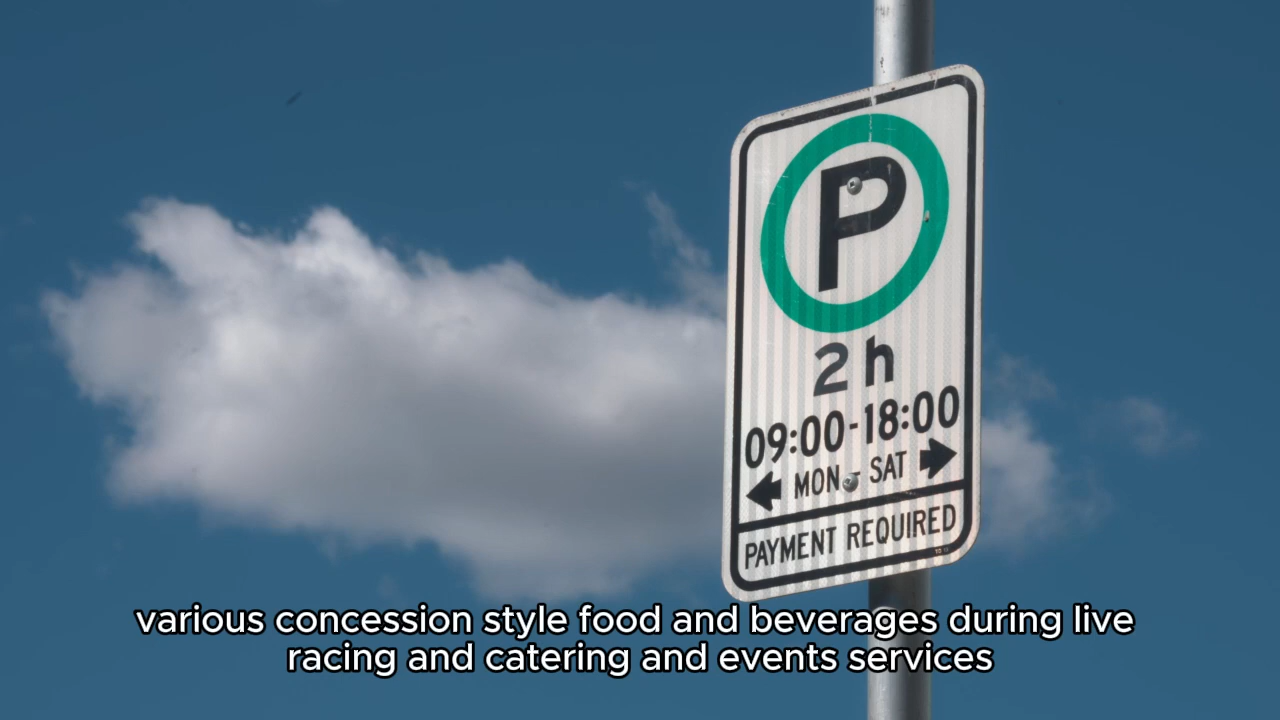 P
2 h
09:00-18:00
MON - SAT
PAYMENT REQUIRED
various concession style food and beverages during live
racing and catering and events services